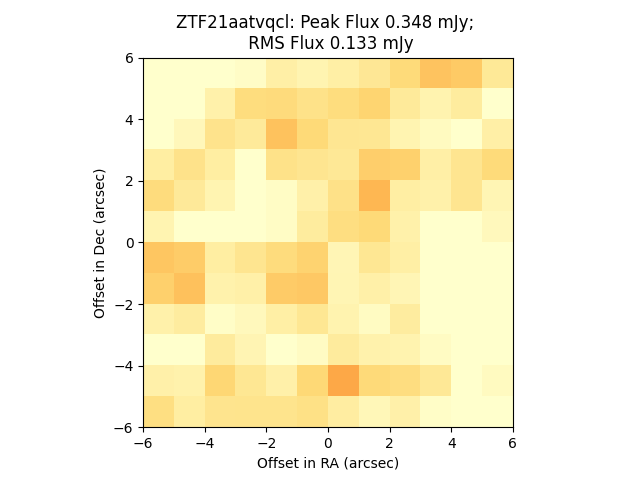 ZTF21aatvqcl: Peak Flux 0.348 mJy;
RMS Flux 0.133 mJy
6
4
2
0
−2
−4
−6
Offset in Dec (arcsec)
−6 −4 −2 0 2 4 6
Offset in RA (arcsec)